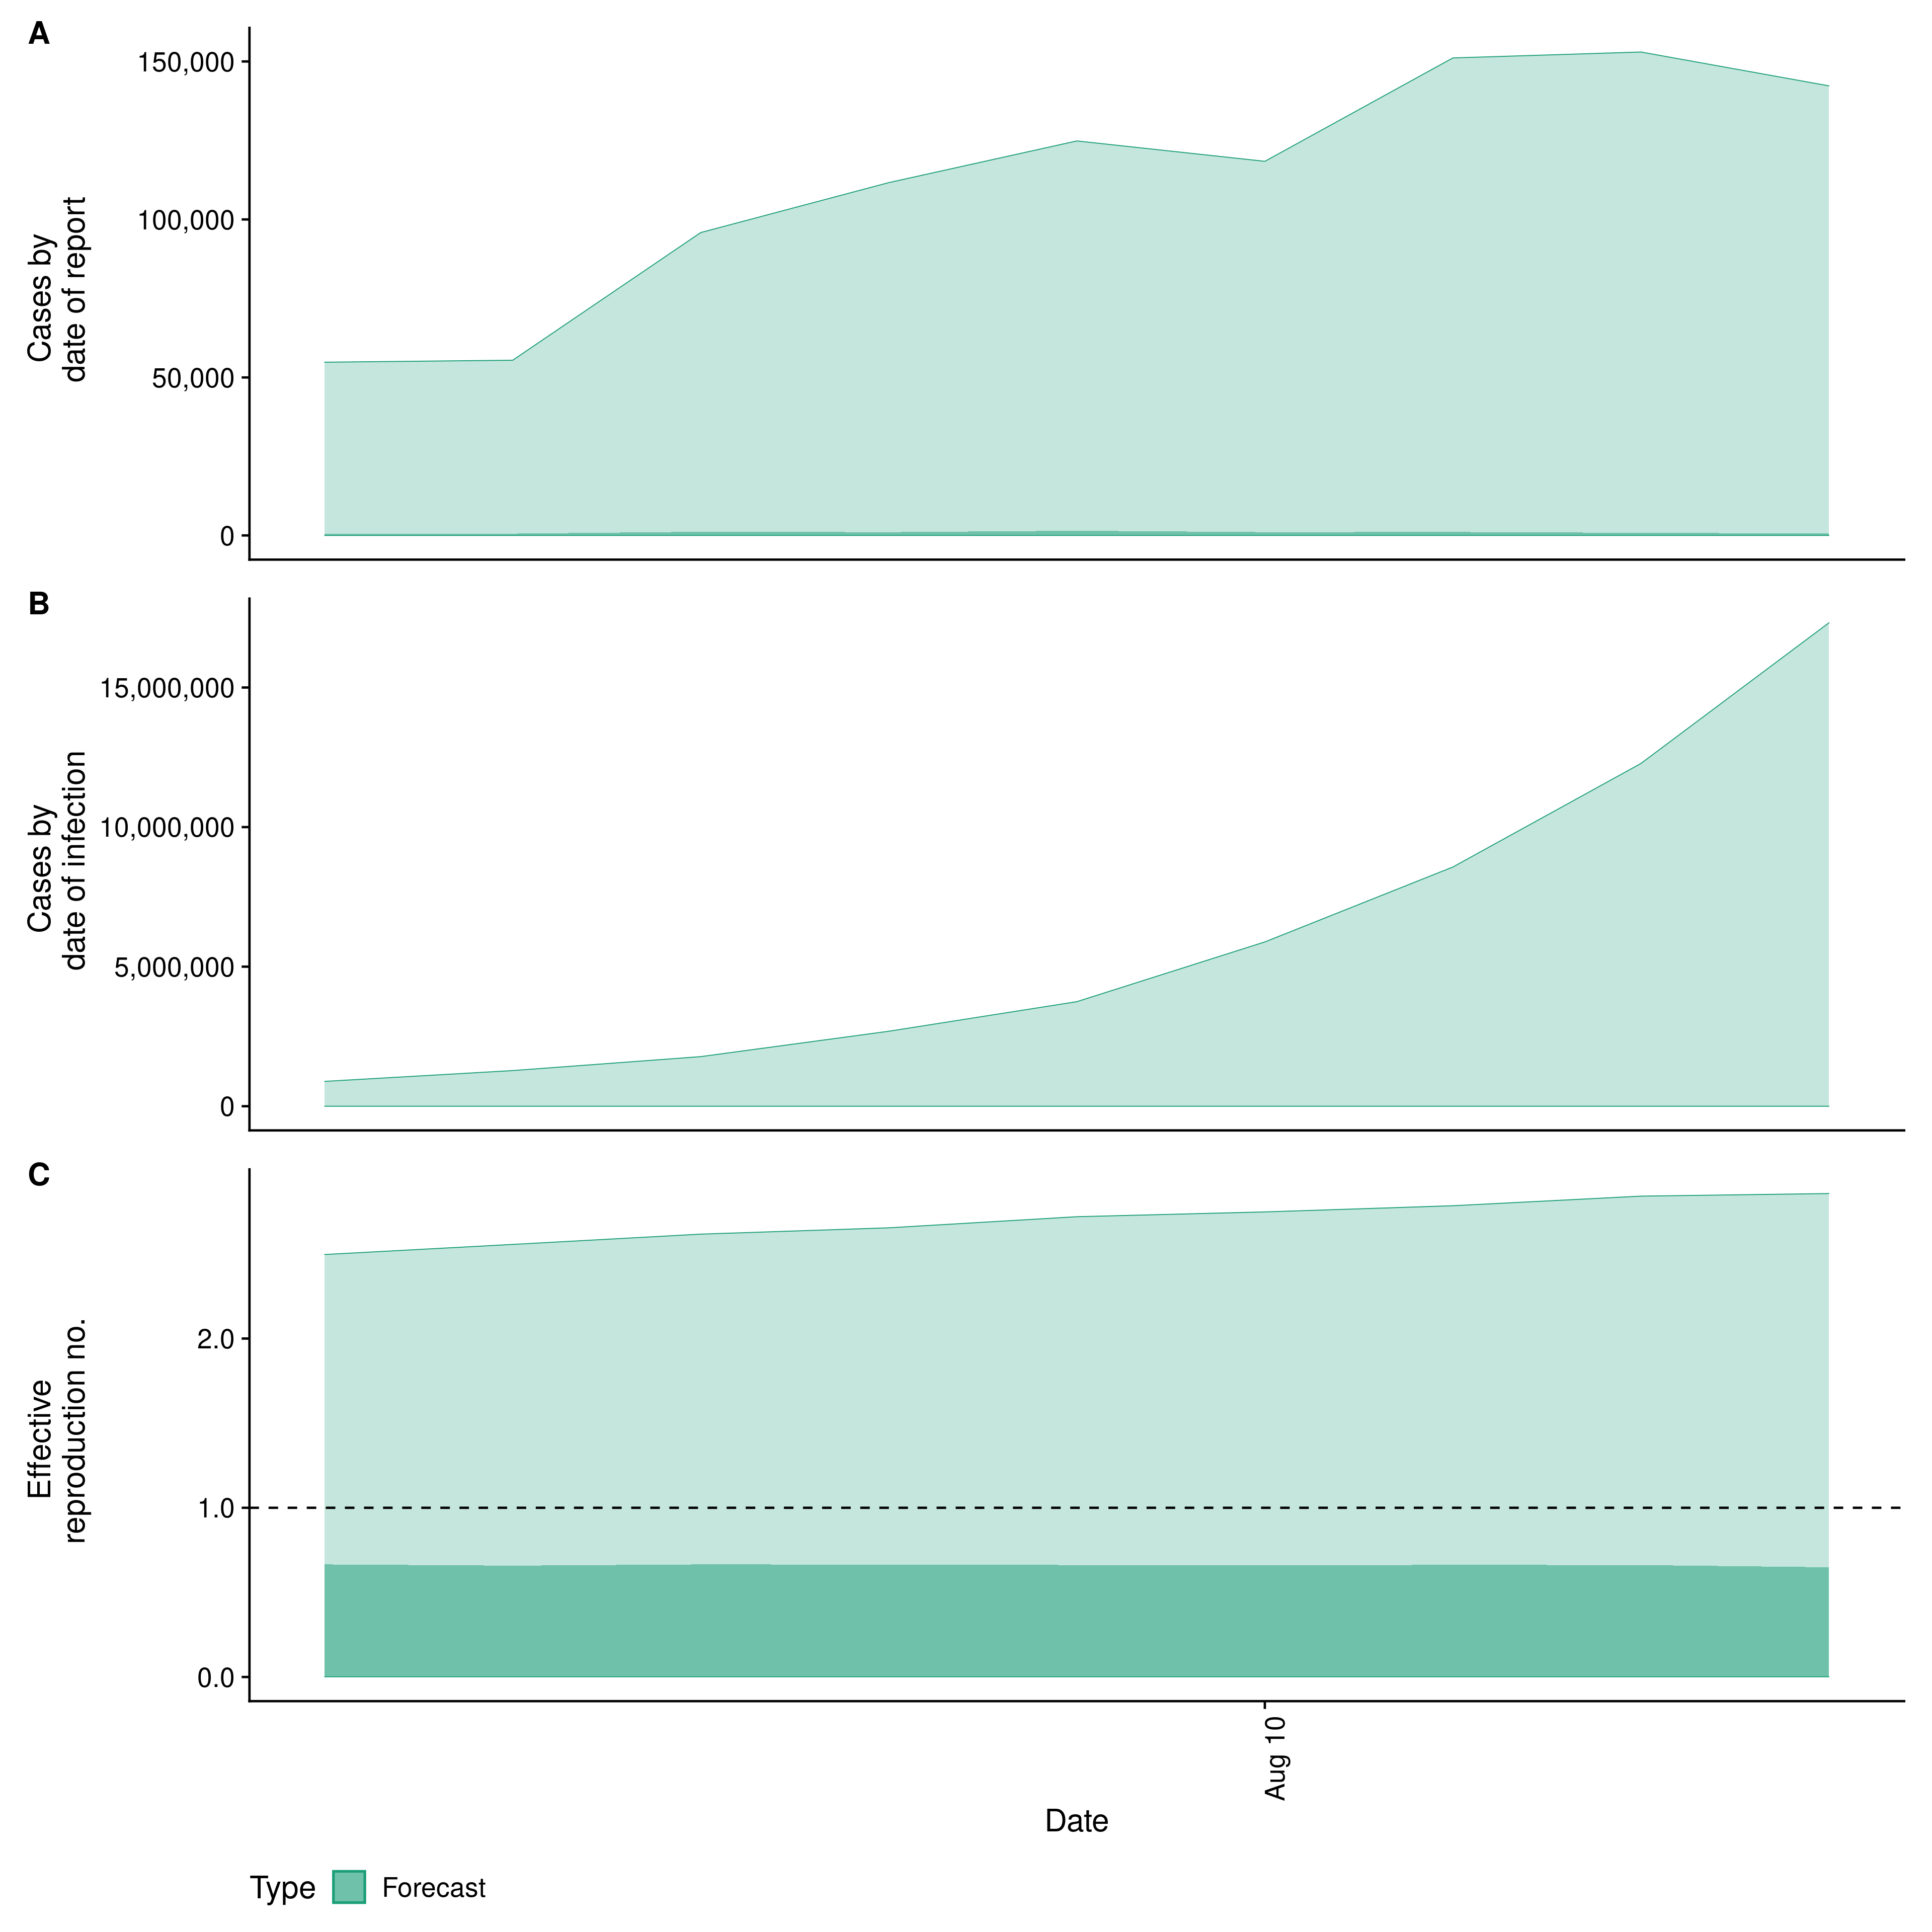 A
Cases by
date of report
150,000
100,000
50,000
0
B
Cases by
date of infection
15,000,000
10,000,000
5,000,000
0
C
Effective
reproduction no.
2.0
1.0
0.0
Aug 10
Date
Type
Forecast